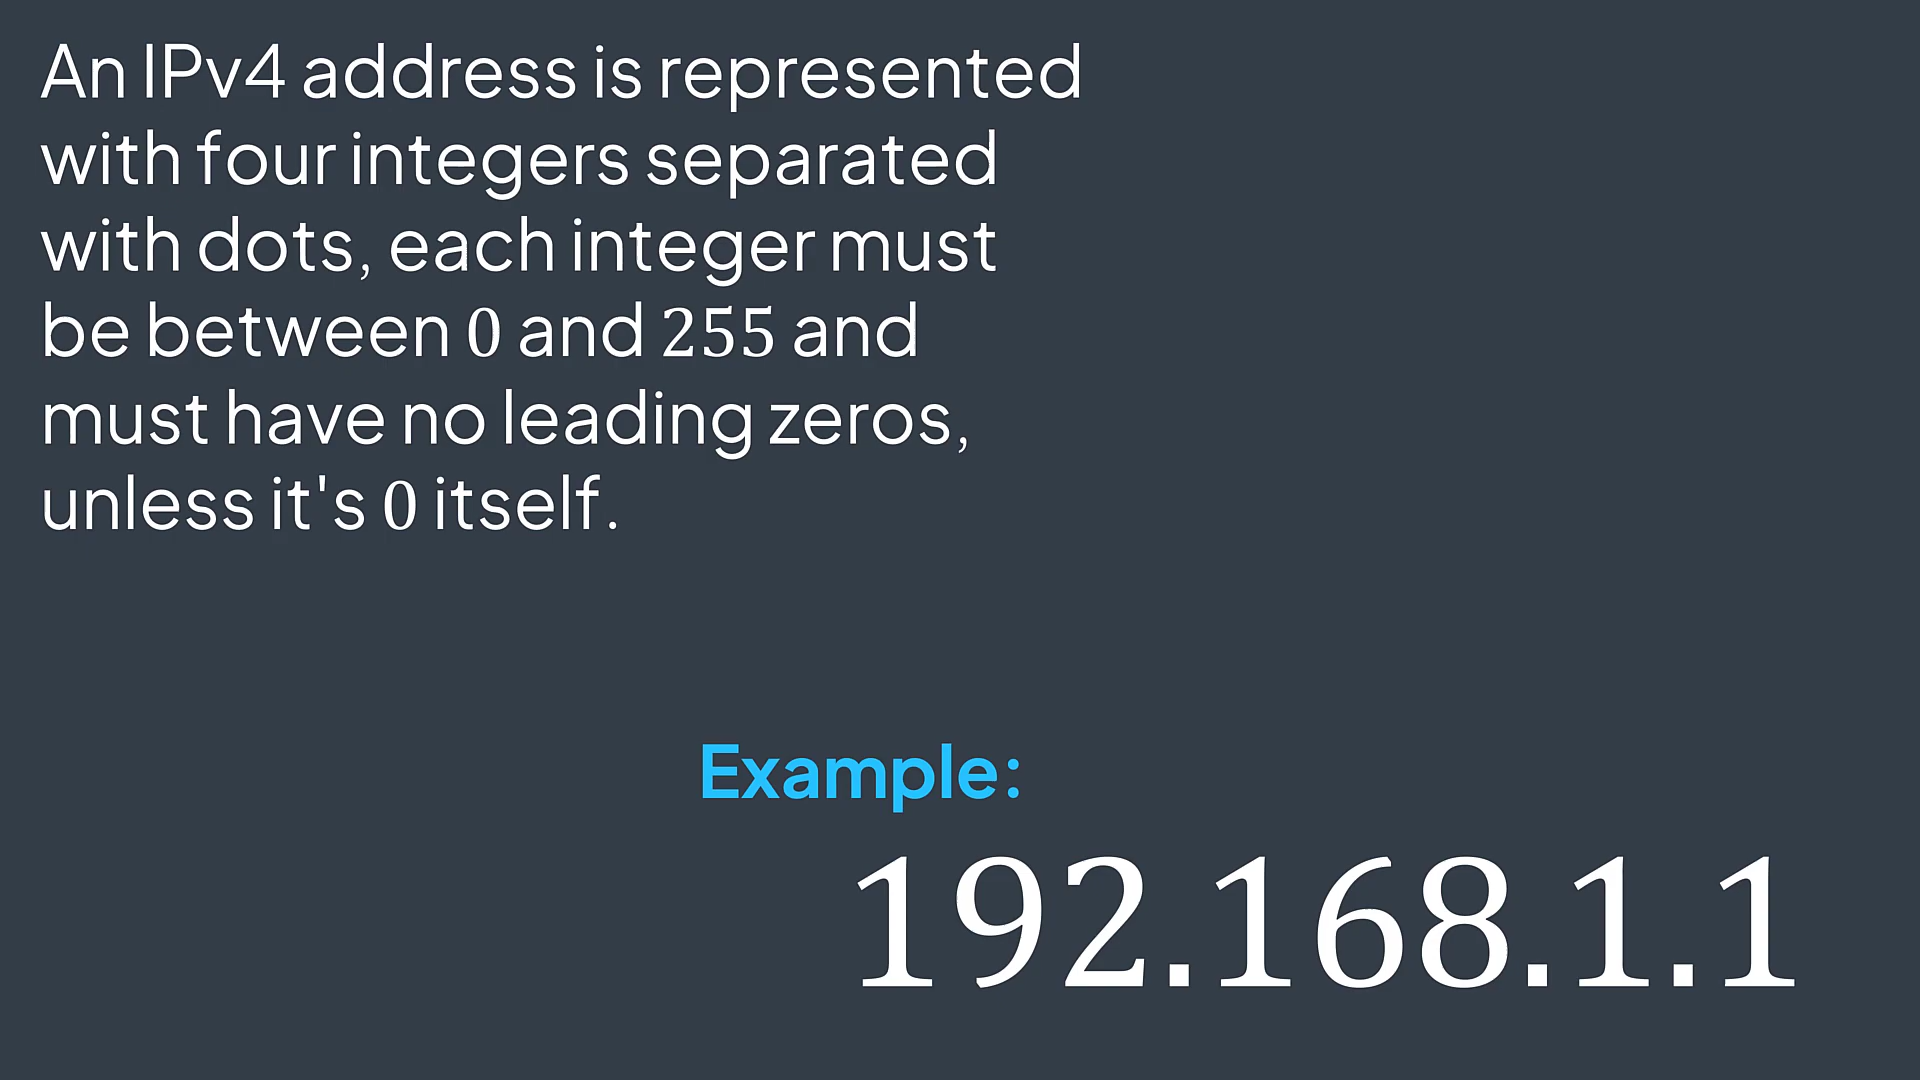 An IPv4 address is represented
with four integers separated
with dots, each integer must
be between 0 and 255 and
must have no leading zeros,
unless it's 0 itself.
Example:
192.168.1.1